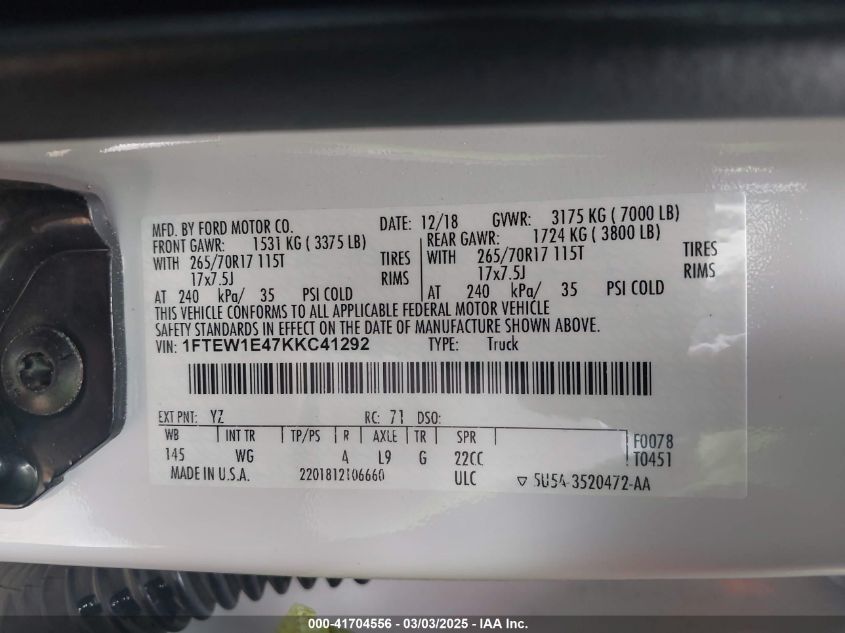 MFD. BY FORD MOTOR CO. DATE: 12/18 GVWR: 3175 KG ( 7000 LB)
FRONT GAWR: 1531 KG ( 3375 LB) REAR GAWR: 1724 KG ( 3800 LB)
WITH 265/70R17 115T TIRES WITH 265/70R17 115T TIRES
17x7.5J RIMS 17x7.5J RIMS
AT 240 kPa/ 35 PSI COLD AT 240 kPa/ 35 PSI COLD
THIS VEHICLE CONFORMS TO ALL APPLICABLE FEDERAL MOTOR VEHICLE
SAFETY STANDARDS IN EFFECT ON THE DATE OF MANUFACTURE SHOWN ABOVE.
VIN: 1FTEW1E47KKC41292 TYPE: Truck
EXT PNT: YZ RC: 71 DSO:
WB INT TR TP/PS R AXLE TR SPR F0078
145 WG A L9 G 22CC T0451
MADE IN U.S.A. 2201812106660 ULC ▽ 5U54-3520472-AA
000-41704556 - 03/03/2025 - IAA Inc.